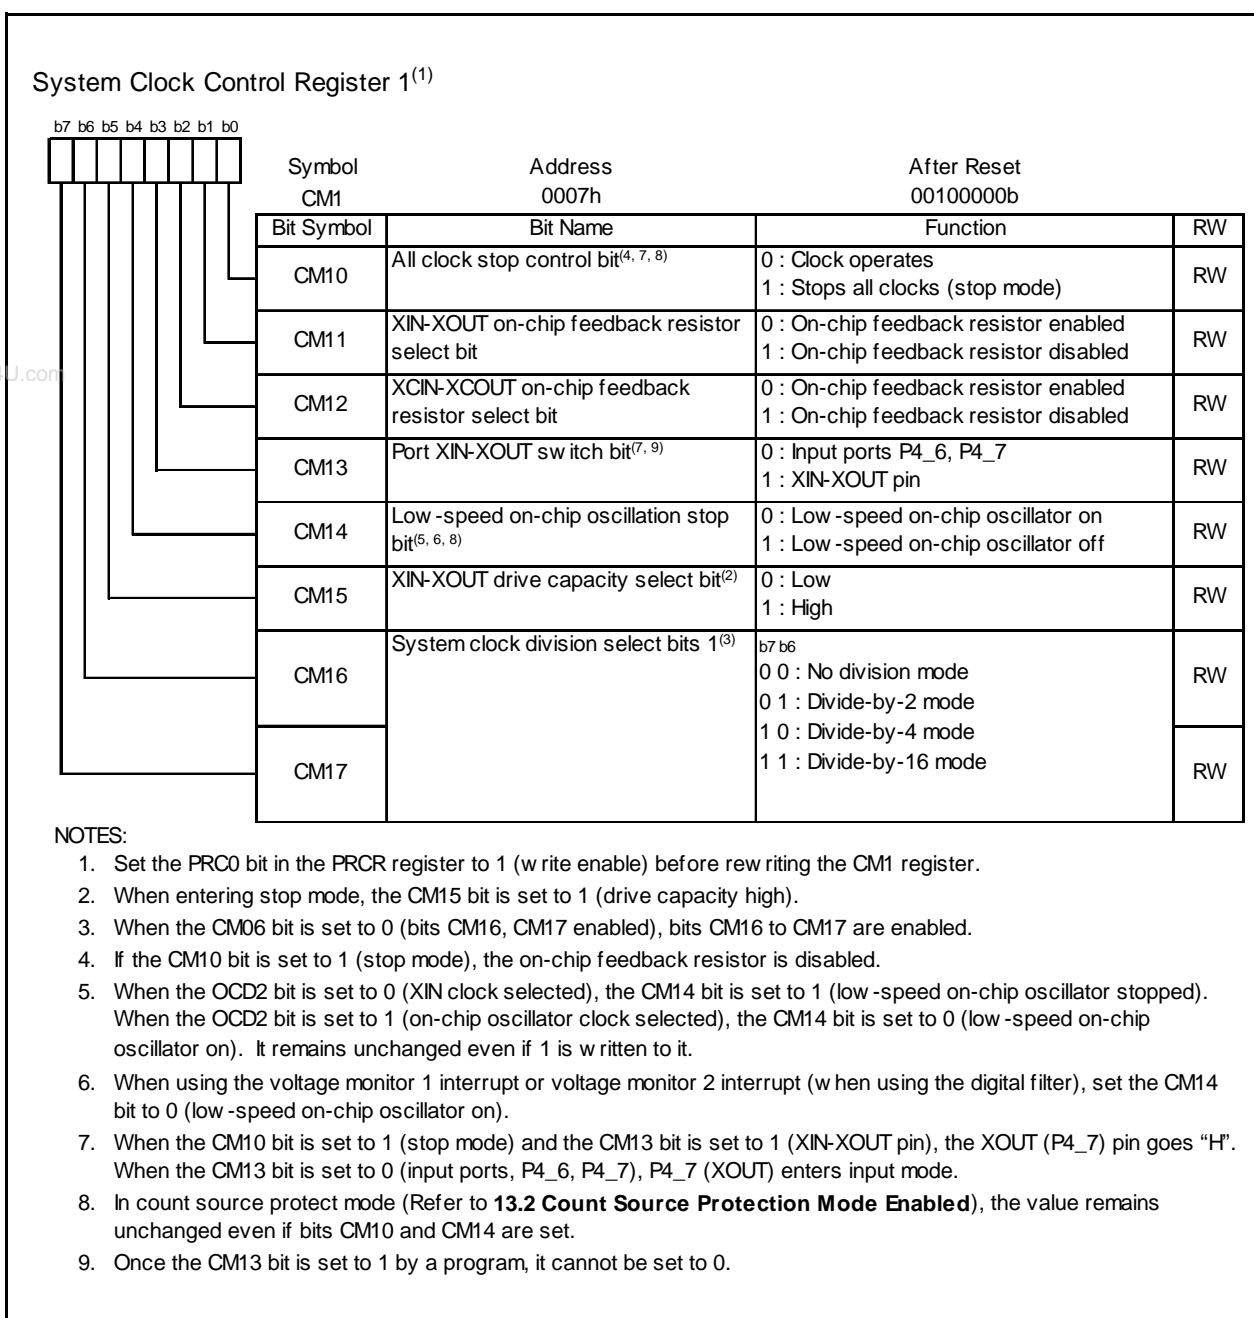 System Clock Control Register 1(1)
b7 b6 b5 b4 b3 b2 b1 b0
Symbol Address After Reset
CM1 0007h 00100000b
Bit Symbol Bit Name Function RW
CM10 All clock stop control bit(4, 7, 8) 0 : Clock operates RW
1 : Stops all clocks (stop mode)
CM11 XIN-XOUT on-chip feedback resistor 0 : On-chip feedback resistor enabled RW
select bit 1 : On-chip feedback resistor disabled
U.com
CM12 XCIN-XCOUT on-chip feedback 0 : On-chip feedback resistor enabled RW
resistor select bit 1 : On-chip feedback resistor disabled
CM13 Port XIN-XOUT switch bit(7, 9) 0 : Input ports P4_6, P4_7 RW
1 : XIN-XOUT pin
CM14 Low-speed on-chip oscillation stop 0 : Low-speed on-chip oscillator on RW
bit(5, 6, 8) 1 : Low-speed on-chip oscillator off
CM15 XIN-XOUT drive capacity select bit(2) 0 : Low RW
1 : High
CM16 System clock division select bits 1(3) b7 b6 RW
0 0 : No division mode
0 1 : Divide-by-2 mode
1 0 : Divide-by-4 mode
CM17 1 1 : Divide-by-16 mode RW
NOTES:
1. Set the PRC0 bit in the PRCR register to 1 (write enable) before rewriting the CM1 register.
2. When entering stop mode, the CM15 bit is set to 1 (drive capacity high).
3. When the CM06 bit is set to 0 (bits CM16, CM17 enabled), bits CM16 to CM17 are enabled.
4. If the CM10 bit is set to 1 (stop mode), the on-chip feedback resistor is disabled.
5. When the OCD2 bit is set to 0 (XIN clock selected), the CM14 bit is set to 1 (low-speed on-chip oscillator stopped).
When the OCD2 bit is set to 1 (on-chip oscillator clock selected), the CM14 bit is set to 0 (low-speed on-chip
oscillator on). It remains unchanged even if 1 is written to it.
6. When using the voltage monitor 1 interrupt or voltage monitor 2 interrupt (when using the digital filter), set the CM14
bit to 0 (low-speed on-chip oscillator on).
7. When the CM10 bit is set to 1 (stop mode) and the CM13 bit is set to 1 (XIN-XOUT pin), the XOUT (P4_7) pin goes “H”.
When the CM13 bit is set to 0 (input ports, P4_6, P4_7), P4_7 (XOUT) enters input mode.
8. In count source protect mode (Refer to 13.2 Count Source Protection Mode Enabled), the value remains
unchanged even if bits CM10 and CM14 are set.
9. Once the CM13 bit is set to 1 by a program, it cannot be set to 0.